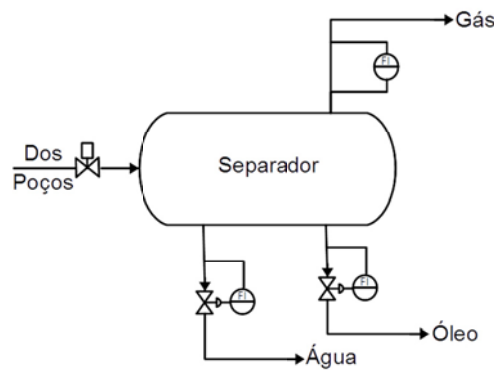 Gás
FI
Dos
Poços
Separador
FI
FI
Óleo
Água